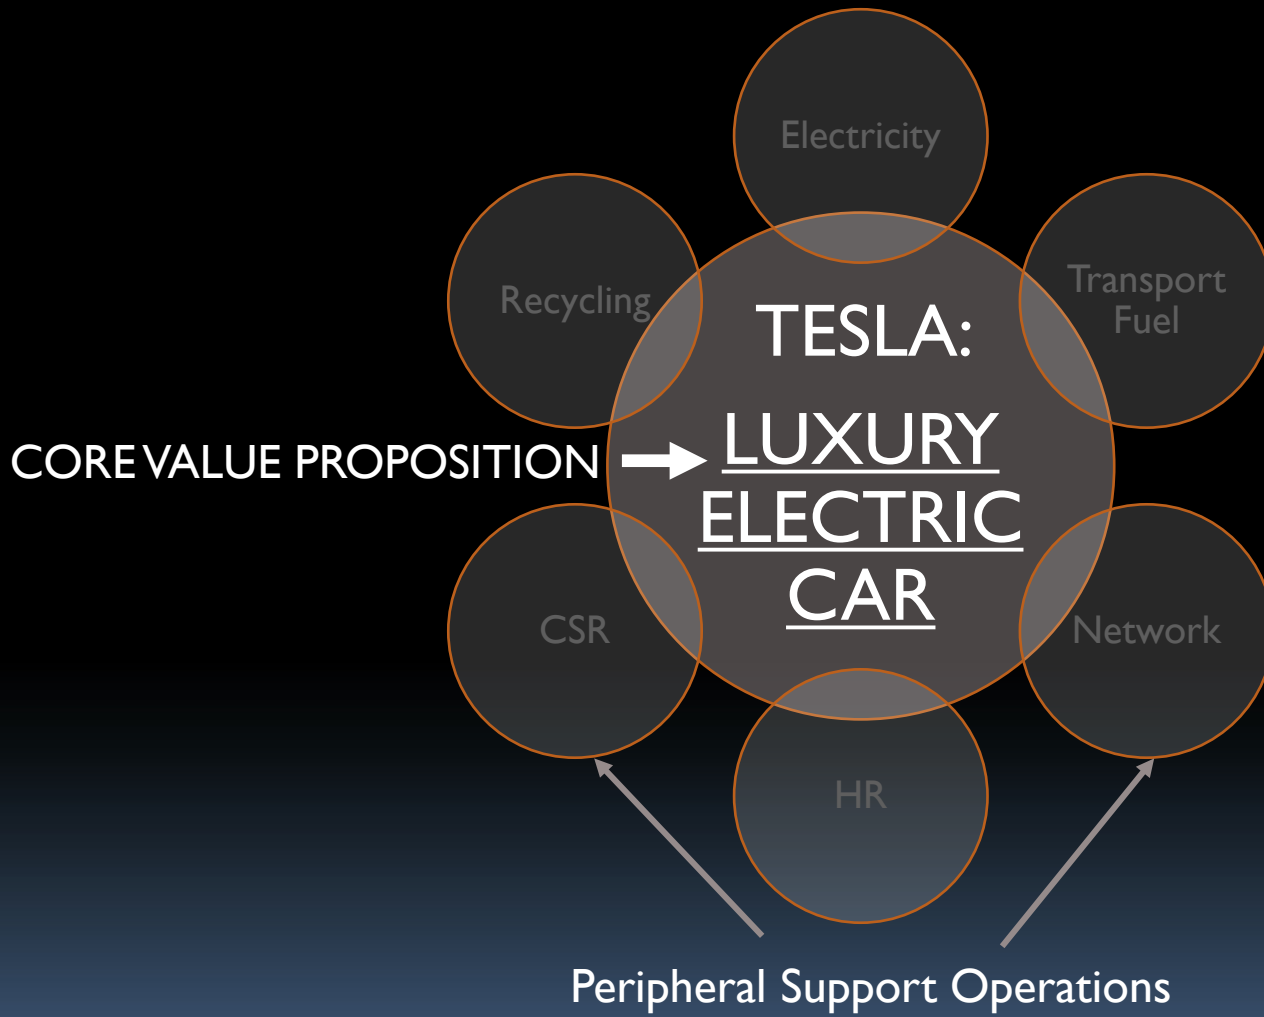 Electricity
Transport
Fuel
Recycling
TESLA:
LUXURY
ELECTRIC
CAR
CORE VALUE PROPOSITION
CSR
Network
HR
Peripheral Support Operations